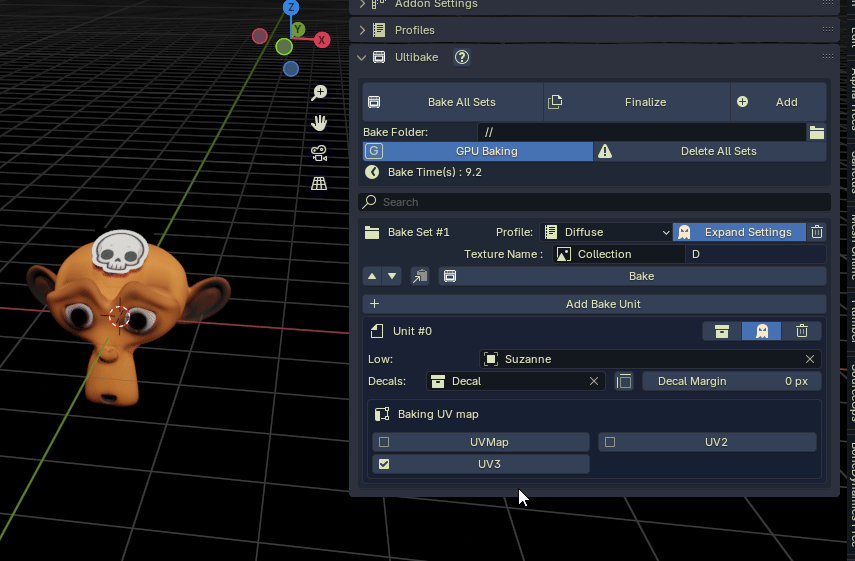 Addon Settings
Z
Y
X
Profiles
Ultibake ?
Bake All Sets Finalize Add
Bake Folder: //
G GPU Baking Delete All Sets
Bake Time(s) : 9.2
Search
Bake Set #1 Profile: Diffuse Expand Settings
Texture Name : Collection D
Bake
Add Bake Unit
Unit #0
Low: Suzanne
Decals: Decal Decal Margin 0 px
Baking UV map
UVMap UV2
UV3